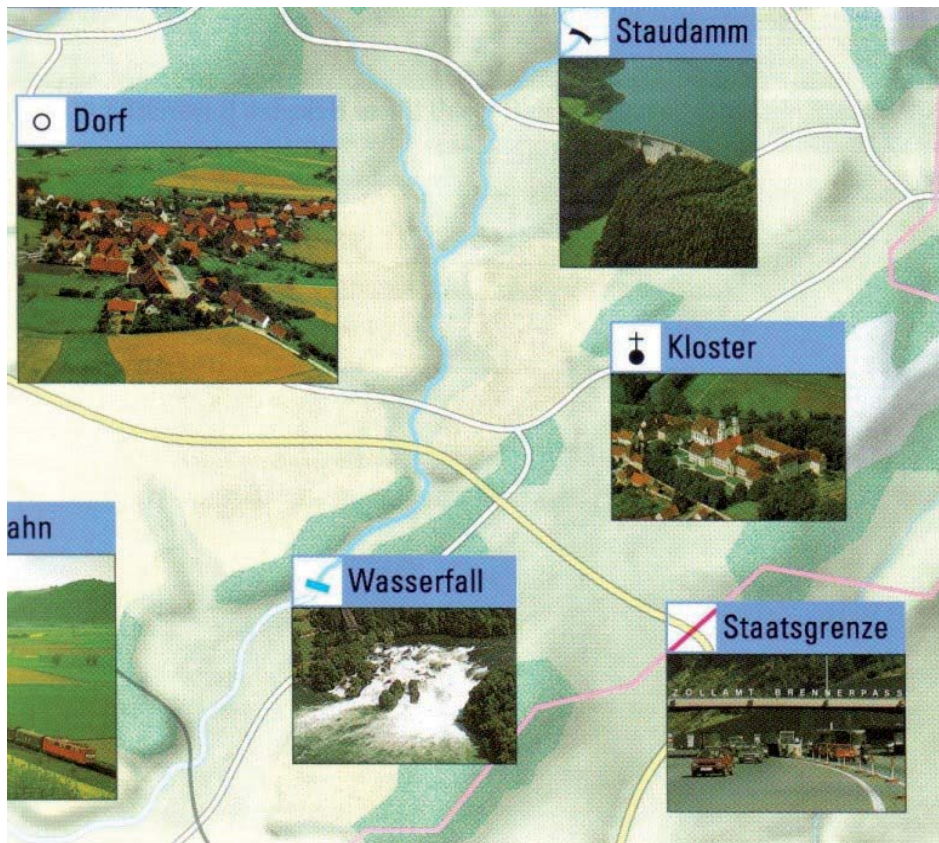 Staudamm
Dorf
Kloster
ahn
Wasserfall
Staatsgrenze
ZOLLAMT BRENNERPASS